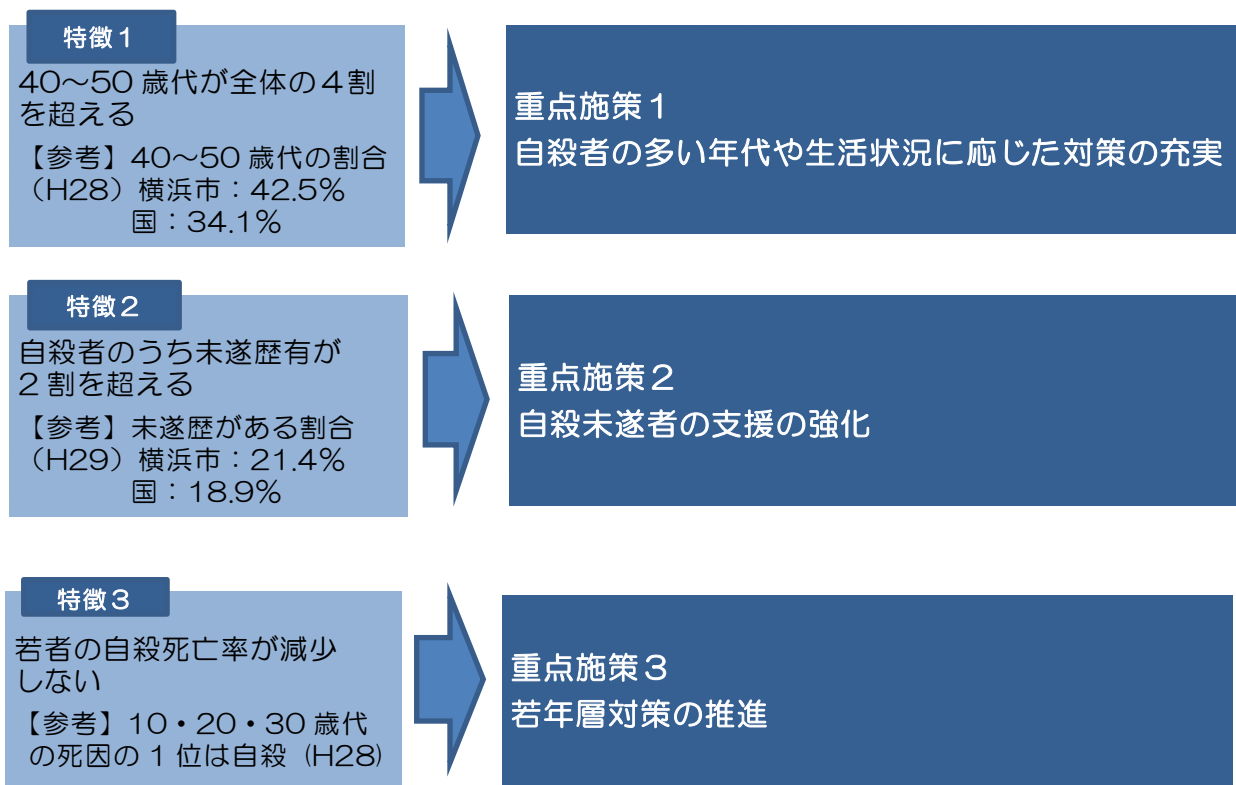 特徴1
40～50 歳代が全体の４割
を超える
【参考】40～50 歳代の割合
（H28）横浜市：42.5%
国：34.1%
重点施策１
自殺者の多い年代や生活状況に応じた対策の充実
特徴２
自殺者のうち未遂歴有が
２割を超える
【参考】未遂歴がある割合
（H29）横浜市：21.4%
国：18.9%
重点施策２
自殺未遂者の支援の強化
特徴３
若者の自殺死亡率が減少
しない
【参考】10・20・30 歳代
の死因の 1 位は自殺（H28）
重点施策３
若年層対策の推進